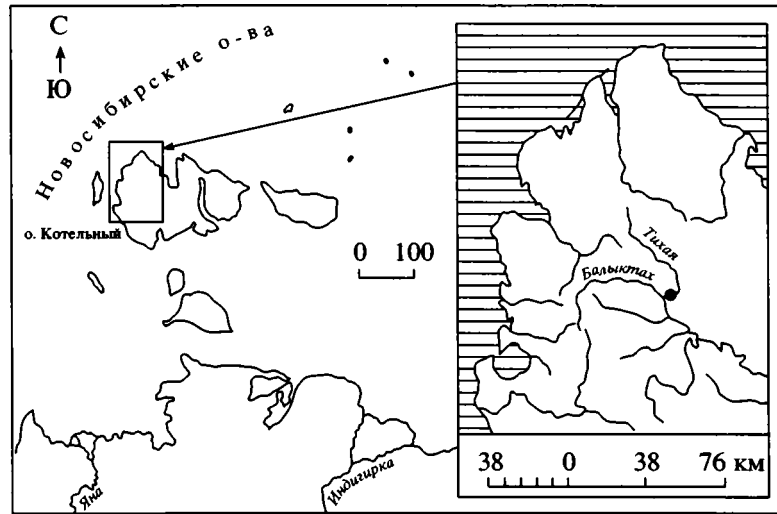 С
Ю
Новосибирские о-ва
о. Котельный
0 100
Яна
Индигирка
Тихая
Балыктах
38 0 38 76 км